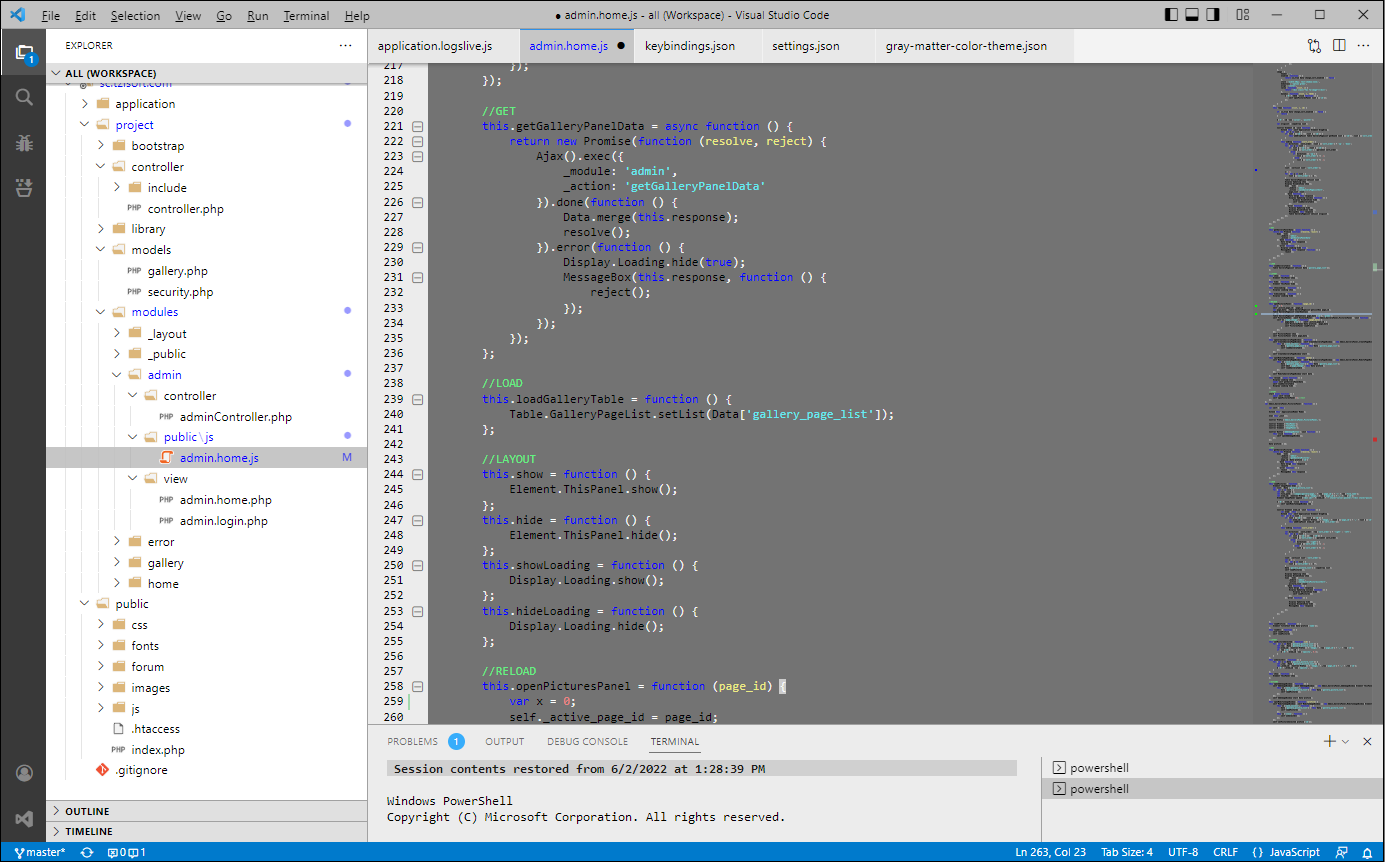 File Edit Selection View Go Run Terminal Help
● admin.home.js - all (Workspace) - Visual Studio Code
EXPLORER
application.logslive.js
admin.home.js ●
keybindings.json
settings.json
gray-matter-color-theme.json
1
ALL (WORKSPACE)
sc.t2isoft.com
application
project
bootstrap
controller
include
PHP controller.php
library
models
PHP gallery.php
PHP security.php
modules
_layout
_public
admin
controller
PHP adminController.php
public\js
admin.home.js M
view
PHP admin.home.php
PHP admin.login.php
error
gallery
home
public
css
fonts
forum
images
js
.htaccess
PHP index.php
.gitignore
OUTLINE
TIMELINE
217 });
218 });
219
220 //GET
221 this.getGalleryPanelData = async function () {
222 return new Promise(function (resolve, reject) {
223 Ajax().exec({
224 _module: 'admin',
225 _action: 'getGalleryPanelData'
226 }).done(function () {
227 Data.merge(this.response);
228 resolve();
229 }).error(function () {
230 Display.Loading.hide(true);
231 MessageBox(this.response, function () {
232 reject();
233 });
234 });
235 });
236 };
237
238 //LOAD
239 this.loadGalleryTable = function () {
240 Table.GalleryPageList.setList(Data['gallery_page_list']);
241 };
242
243 //LAYOUT
244 this.show = function () {
245 Element.ThisPanel.show();
246 };
247 this.hide = function () {
248 Element.ThisPanel.hide();
249 };
250 this.showLoading = function () {
251 Display.Loading.show();
252 };
253 this.hideLoading = function () {
254 Display.Loading.hide();
255 };
256
257 //RELOAD
258 this.openPicturesPanel = function (page_id) {
259 var x = 0;
260 self._active_page_id = page_id;
PROBLEMS 1 OUTPUT DEBUG CONSOLE TERMINAL
Session contents restored from 6/2/2022 at 1:28:39 PM
Windows PowerShell
Copyright (C) Microsoft Corporation. All rights reserved.
powershell
powershell
master* 0 1
Ln 263, Col 23 Tab Size: 4 UTF-8 CRLF {} JavaScript